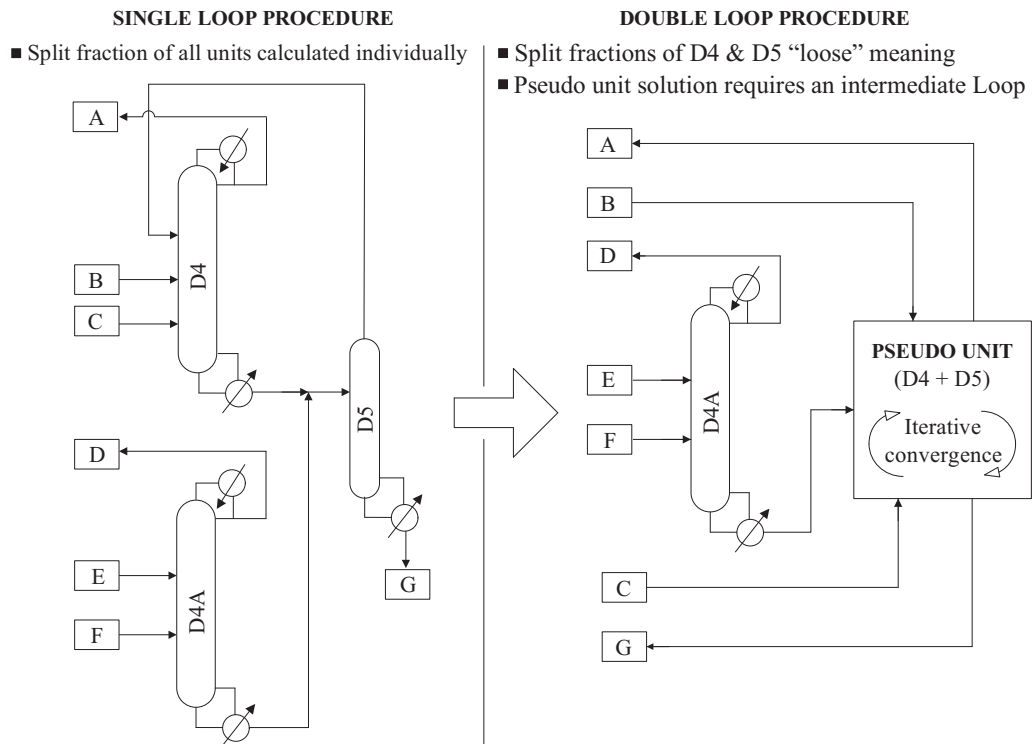 SINGLE LOOP PROCEDURE
■ Split fraction of all units calculated individually
A
D4
B
C
D5
D
D4A
E
F
G
DOUBLE LOOP PROCEDURE
■ Split fractions of D4 & D5 “loose” meaning
■ Pseudo unit solution requires an intermediate Loop
A
B
D
E
F
D4A
PSEUDO UNIT
(D4 + D5)
Iterative
convergence
C
G